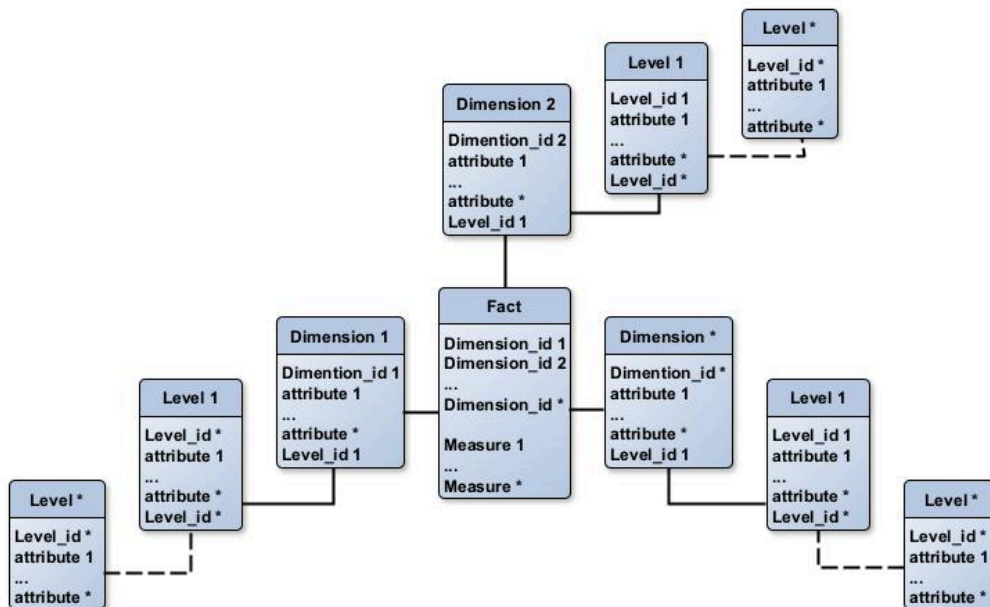 Level *
Level_id *
attribute 1
...
attribute *
Level 1
Level_id 1
attribute 1
...
attribute *
Level_id *
Dimension 2
Dimention_id 2
attribute 1
...
attribute *
Level_id 1
Fact
Dimension_id 1
Dimension_id 2
...
Dimension_id *
Measure 1
...
Measure *
Dimension 1
Dimention_id 1
attribute 1
...
attribute *
Level_id 1
Dimension *
Dimention_id *
attribute 1
...
attribute *
Level_id 1
Level 1
Level_id *
attribute 1
...
attribute *
Level_id *
Level 1
Level_id 1
attribute 1
...
attribute *
Level_id *
Level *
Level_id *
attribute 1
...
attribute *
Level *
Level_id *
attribute 1
...
attribute *